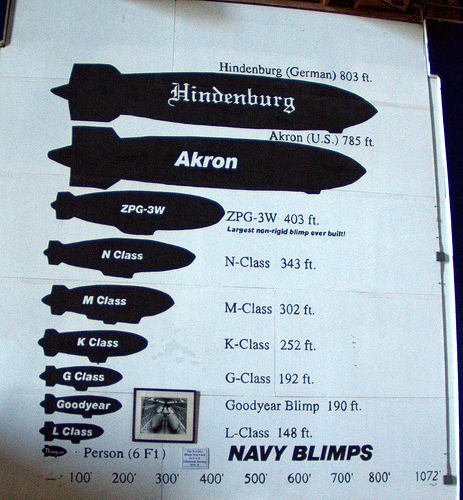 Hindenburg (German) 803 ft.
Hindenburg
Akron (U.S.) 785 ft.
Akron
ZPG-3W
ZPG-3W 403 ft.
Largest non-rigid blimp ever built!
N Class
N-Class 343 ft.
M Class
M-Class 302 ft.
K Class
K-Class 252 ft.
G Class
G-Class 192 ft.
Goodyear
Goodyear Blimp 190 ft.
L Class
L-Class 148 ft.
Person (6 Ft)
NAVY BLIMPS
100' 200' 300' 400' 500' 600' 700' 800' 1072'